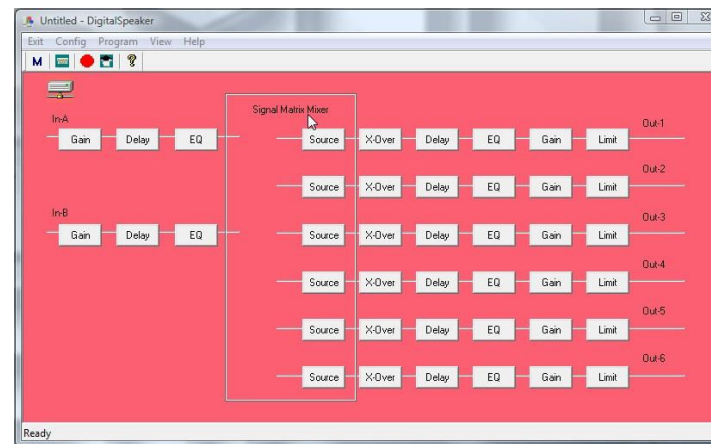 Untitled - DigitalSpeaker
Exit Config Program View Help
M
Signal Matrix Mixer
In-A
Gain Delay EQ Source X-Over Delay EQ Gain Limit Out-1
Source X-Over Delay EQ Gain Limit Out-2
In-B
Gain Delay EQ Source X-Over Delay EQ Gain Limit Out-3
Source X-Over Delay EQ Gain Limit Out-4
Source X-Over Delay EQ Gain Limit Out-5
Source X-Over Delay EQ Gain Limit Out-6
Ready